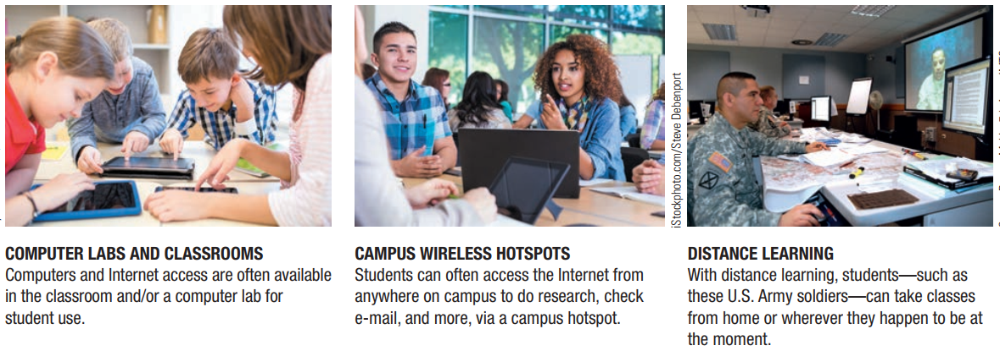 iStockphoto.com/Steve Debenport
COMPUTER LABS AND CLASSROOMS
Computers and Internet access are often available
in the classroom and/or a computer lab for
student use.
CAMPUS WIRELESS HOTSPOTS
Students can often access the Internet from
anywhere on campus to do research, check
e-mail, and more, via a campus hotspot.
DISTANCE LEARNING
With distance learning, students—such as
these U.S. Army soldiers—can take classes
from home or wherever they happen to be at
the moment.